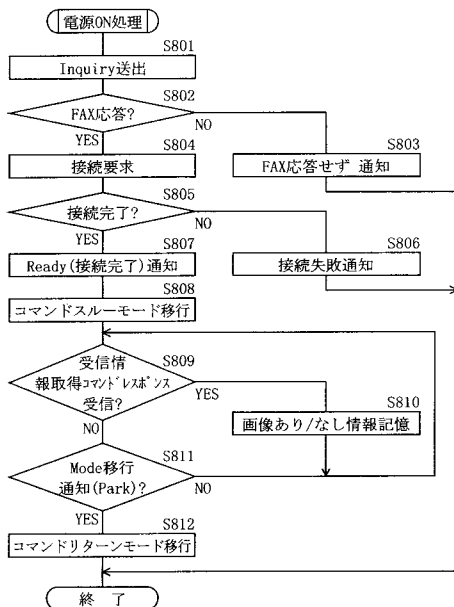 電源ON処理
S801
Inquiry送出
S802
FAX応答?
YES
NO
S804
接続要求
S803
FAX応答せず 通知
S805
接続完了?
YES
NO
S807
Ready(接続完了)通知
S806
接続失敗通知
S808
コマンドスルーモード移行
S809
受信情
報取得コマンドレスポンス
受信?
YES
NO
S810
画像あり/なし情報記憶
S811
Mode移行
通知(Park)?
NO
YES
S812
コマンドリターンモード移行
終 了